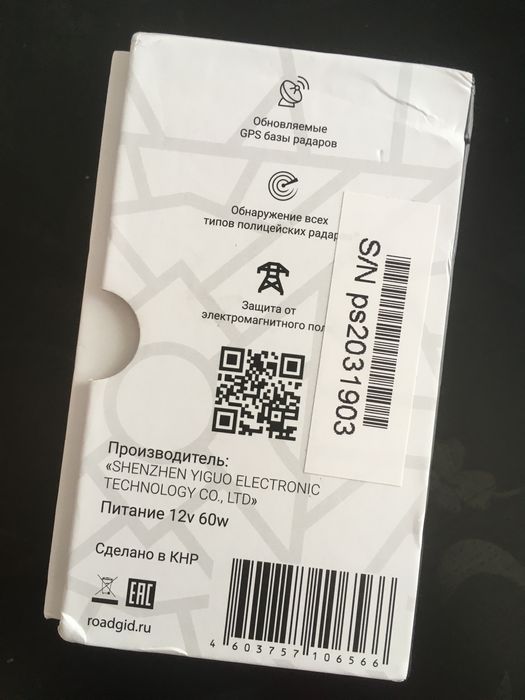 Обновляемые
GPS базы радаров
Обнаружение всех
типов полицейских радар
Защита от
электромагнитного пол
S/N ps2031903
Производитель:
«SHENZHEN YIGUO ELECTRONIC
TECHNOLOGY CO., LTD»
Питание 12v 60w
Сделано в КНР
EAC
roadgid.ru
4 603757 106566